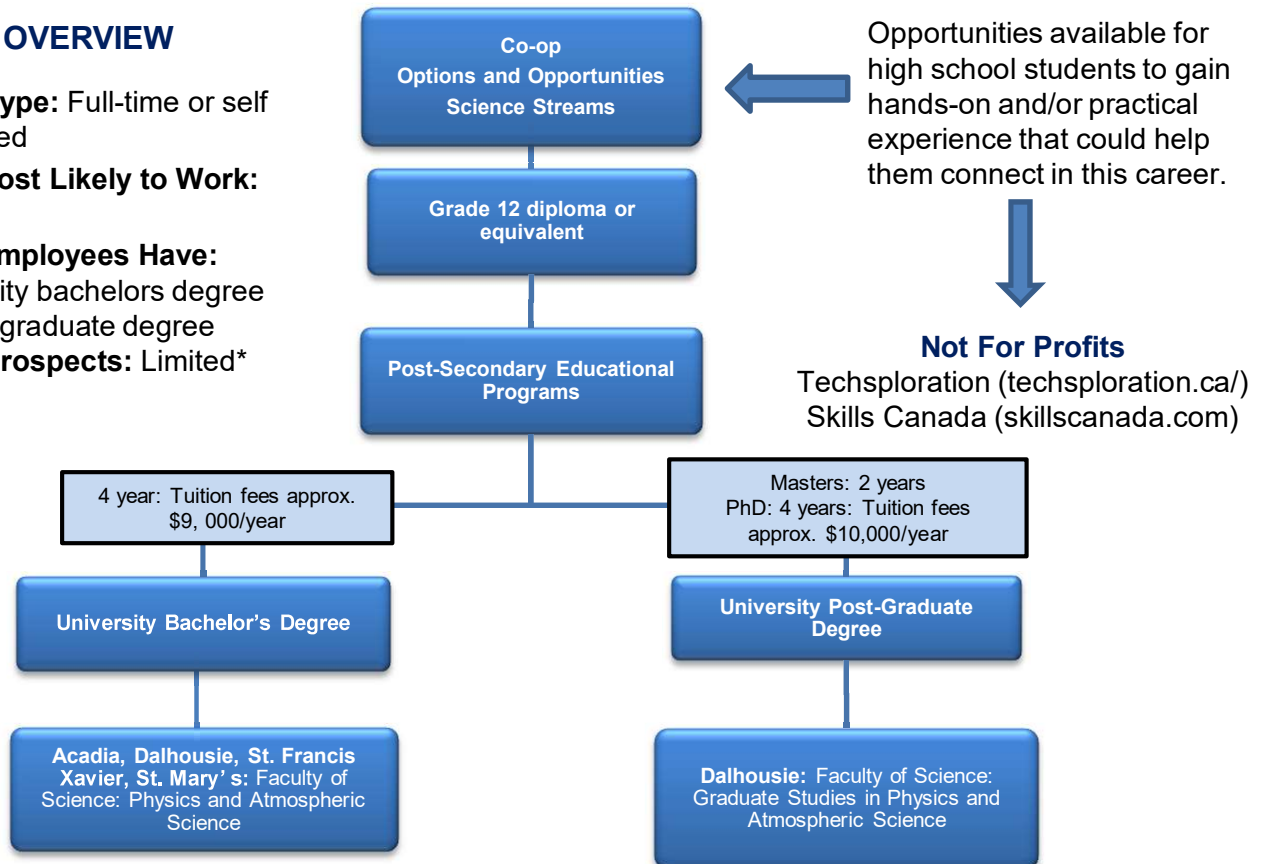 OVERVIEW
ype: Full-time or self
ed
ost Likely to Work:
mployees Have:
ity bachelors degree
graduate degree
rospects: Limited*
Co-op
Options and Opportunities
Science Streams
Opportunities available for
high school students to gain
hands-on and/or practical
experience that could help
them connect in this career.
Grade 12 diploma or
equivalent
Post-Secondary Educational
Programs
Not For Profits
Techsploration (techsploration.ca/)
Skills Canada (skillscanada.com)
4 year: Tuition fees approx.
$9, 000/year
Masters: 2 years
PhD: 4 years: Tuition fees
approx. $10,000/year
University Bachelor’s Degree
University Post-Graduate
Degree
Acadia, Dalhousie, St. Francis
Xavier, St. Mary’ s: Faculty of
Science: Physics and Atmospheric
Science
Dalhousie: Faculty of Science:
Graduate Studies in Physics and
Atmospheric Science